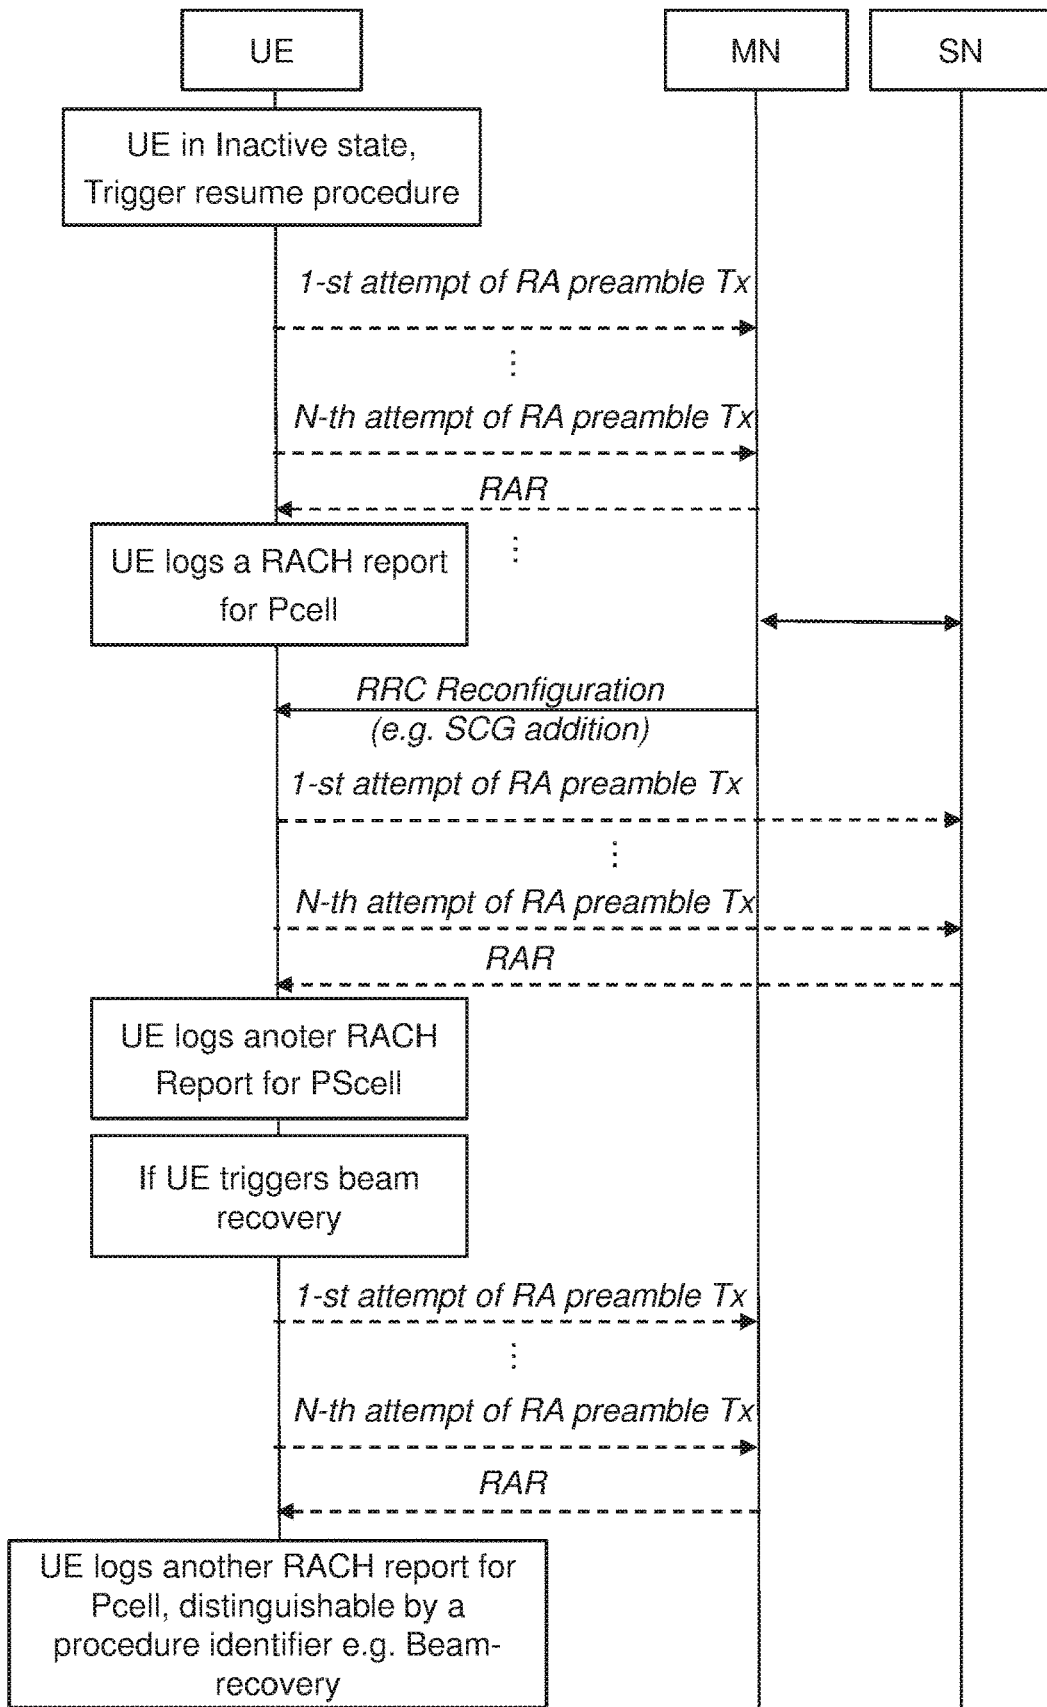 UE
MN
SN
UE in Inactive state,
Trigger resume procedure
1-st attempt of RA preamble Tx
N-th attempt of RA preamble Tx
RAR
UE logs a RACH report
for Pcell
RRC Reconfiguration
(e.g. SCG addition)
1-st attempt of RA preamble Tx
N-th attempt of RA preamble Tx
RAR
UE logs anoter RACH
Report for PScell
If UE triggers beam
recovery
1-st attempt of RA preamble Tx
N-th attempt of RA preamble Tx
RAR
UE logs another RACH report for
Pcell, distinguishable by a
procedure identifier e.g. Beam-
recovery